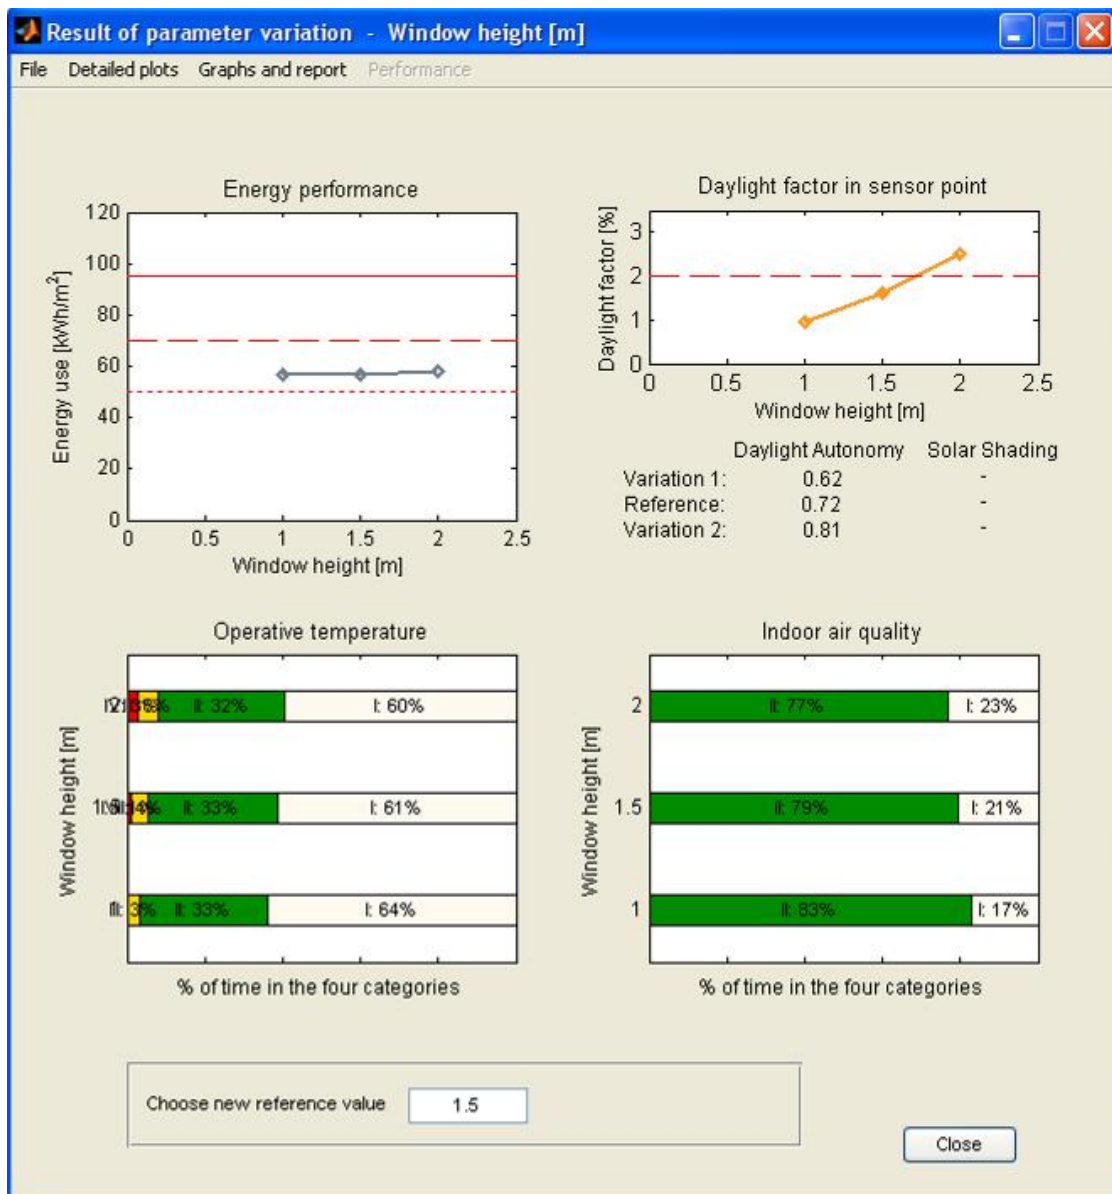 Result of parameter variation - Window height [m]
File Detailed plots Graphs and report Performance
Energy performance
120
100
80
60
40
20
0
Energy use [kWh/m²]
0 0.5 1 1.5 2 2.5
Window height [m]
Daylight factor in sensor point
3
2
1
0
Daylight factor [%]
0 0.5 1 1.5 2 2.5
Window height [m]
Daylight Autonomy Solar Shading
Variation 1: 0.62 -
Reference: 0.72 -
Variation 2: 0.81 -
Operative temperature
Window height [m]
II: 32% I: 60%
II: 33% I: 61%
3% II: 33% I: 64%
% of time in the four categories
Indoor air quality
Window height [m]
2 II: 77% I: 23%
1.5 II: 79% I: 21%
1 II: 83% I: 17%
% of time in the four categories
Choose new reference value 1.5
Close